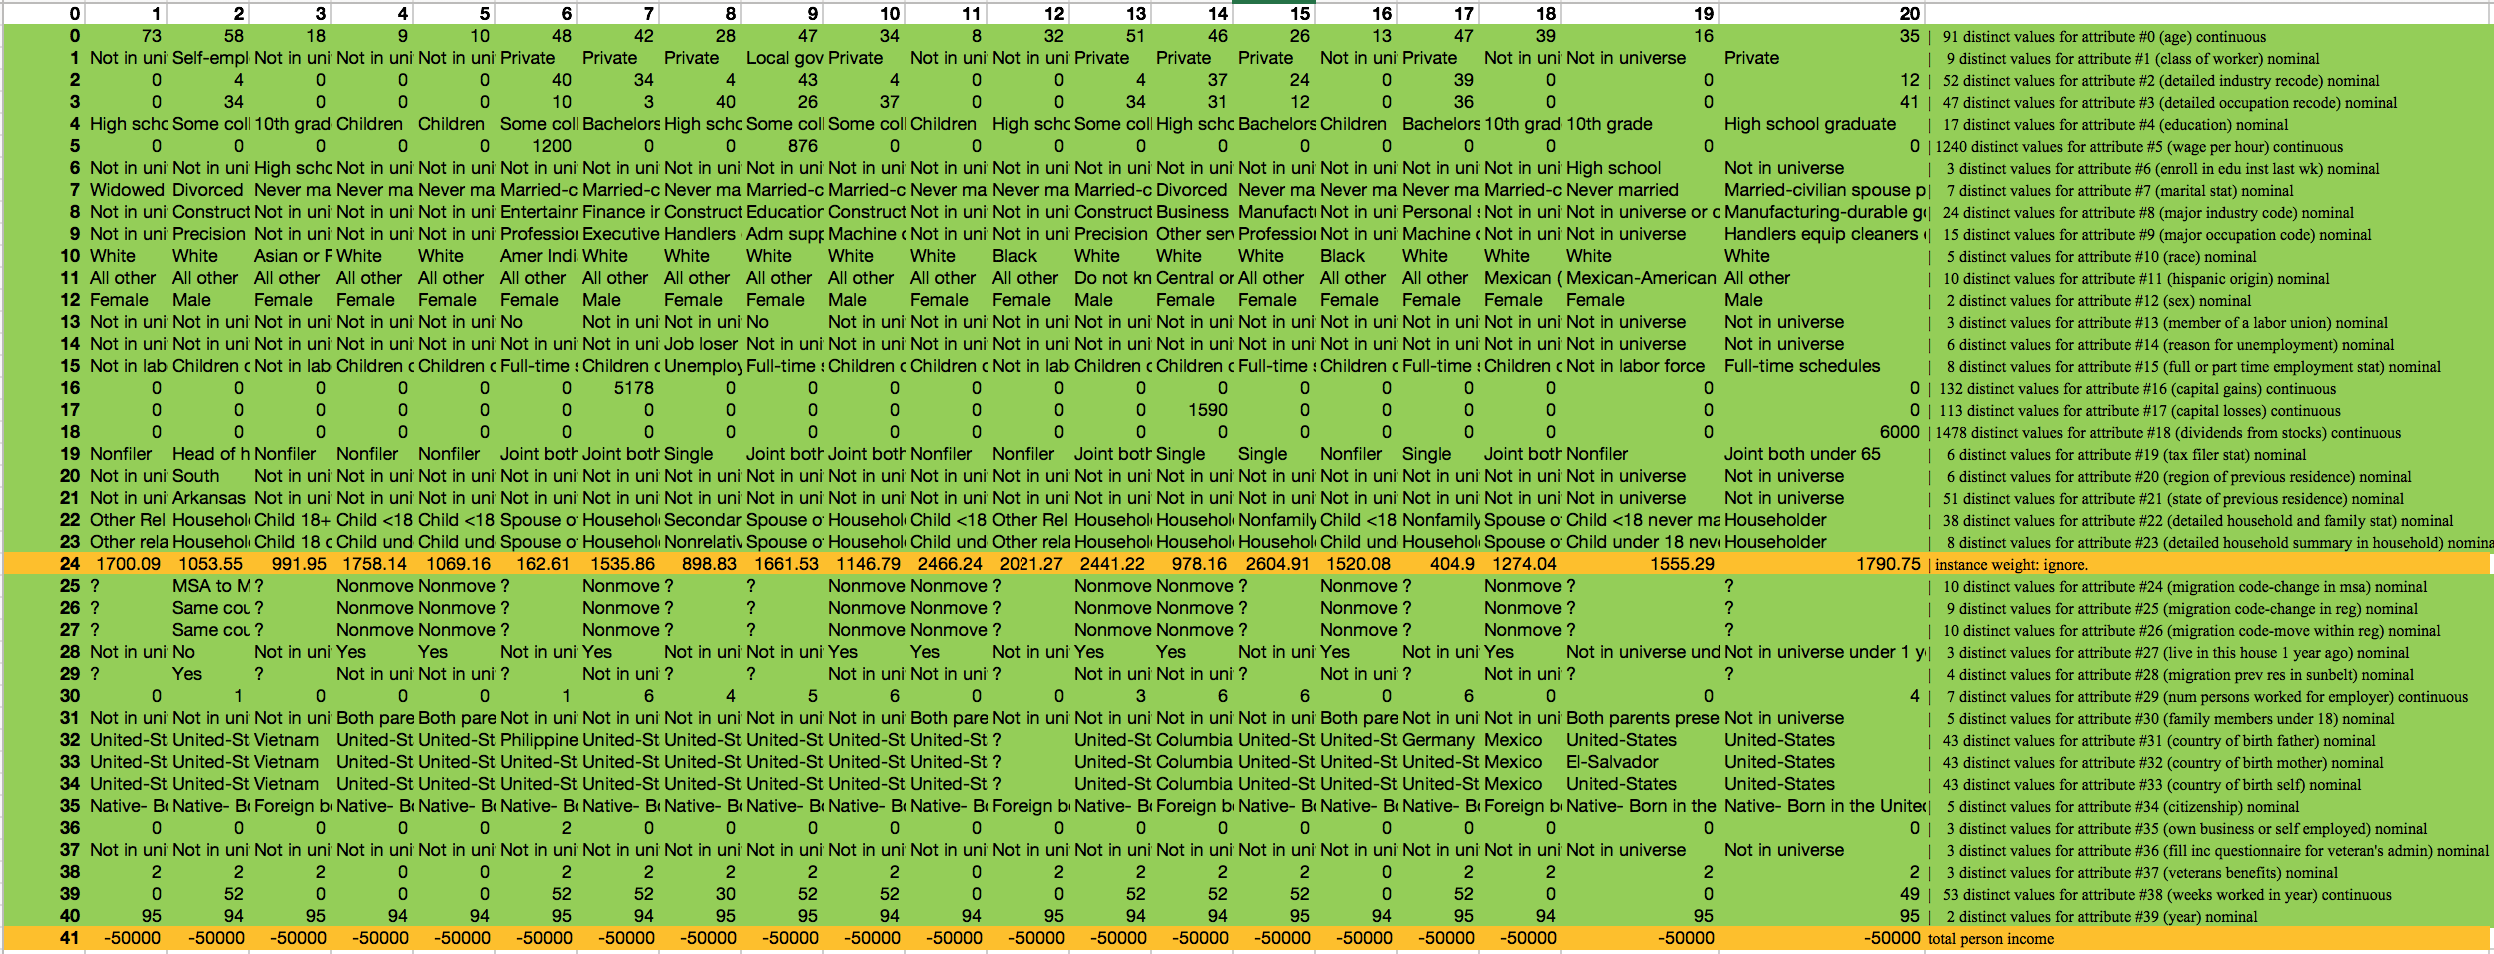 0 1 2 3 4 5 6 7 8 9 10 11 12 13 14 15 16 17 18 19 20
0 73 58 18 9 10 48 42 28 47 34 8 32 51 46 26 13 47 39 16 35 | 91 distinct values for attribute #0 (age) continuous
1 Not in uni Self-empl Not in uni Not in uni Not in uni Private Private Private Local gov Private Not in uni Not in uni Private Private Private Not in uni Private Not in uni Not in universe Private | 9 distinct values for attribute #1 (class of worker) nominal
2 0 4 0 0 0 40 34 4 43 4 0 0 4 37 24 0 39 0 0 12 | 52 distinct values for attribute #2 (detailed industry recode) nominal
3 0 34 0 0 0 10 3 40 26 37 0 0 34 31 12 0 36 0 0 41 | 47 distinct values for attribute #3 (detailed occupation recode) nominal
4 High scho Some coll 10th grad Children Children Some coll Bachelors High scho Some coll Some coll Children High scho Some coll High scho Bachelors Children Bachelors 10th grad 10th grade High school graduate | 17 distinct values for attribute #4 (education) nominal
5 0 0 0 0 0 1200 0 0 876 0 0 0 0 0 0 0 0 0 0 0 | 1240 distinct values for attribute #5 (wage per hour) continuous
6 Not in uni Not in uni High scho Not in uni Not in uni Not in uni Not in uni Not in uni Not in uni Not in uni Not in uni Not in uni Not in uni Not in uni Not in uni Not in uni Not in uni Not in uni High school Not in universe | 3 distinct values for attribute #6 (enroll in edu inst last wk) nominal
7 Widowed Divorced Never ma Never ma Never ma Married-c Married-c Never ma Married-c Married-c Never ma Never ma Married-c Divorced Never ma Never ma Never ma Married-c Never married Married-civilian spouse p | 7 distinct values for attribute #7 (marital stat) nominal
8 Not in uni Construct Not in uni Not in uni Not in uni Entertainr Finance ir Construct Education Construct Not in uni Not in uni Construct Business Manufact Not in uni Personal s Not in uni Not in universe or c Manufacturing-durable go | 24 distinct values for attribute #8 (major industry code) nominal
9 Not in uni Precision Not in uni Not in uni Not in uni Profession Executive Handlers Adm supp Machine o Not in uni Not in uni Precision Other ser Profession Not in uni Machine o Not in uni Not in universe Handlers equip cleaners | 15 distinct values for attribute #9 (major occupation code) nominal
10 White White Asian or P White White Amer Indi White White White White White Black White White White Black White White White White | 5 distinct values for attribute #10 (race) nominal
11 All other All other All other All other All other All other All other All other All other All other All other All other Do not kn Central or All other All other All other Mexican ( Mexican-American All other | 10 distinct values for attribute #11 (hispanic origin) nominal
12 Female Male Female Female Female Female Male Female Female Male Female Female Male Female Female Female Female Female Female Male | 2 distinct values for attribute #12 (sex) nominal
13 Not in uni Not in uni Not in uni Not in uni Not in uni No Not in uni Not in uni No Not in uni Not in uni Not in uni Not in uni Not in uni Not in uni Not in uni Not in uni Not in uni Not in universe Not in universe | 3 distinct values for attribute #13 (member of a labor union) nominal
14 Not in uni Not in uni Not in uni Not in uni Not in uni Not in uni Not in uni Job loser Not in uni Not in uni Not in uni Not in uni Not in uni Not in uni Not in uni Not in uni Not in uni Not in uni Not in universe Not in universe | 6 distinct values for attribute #14 (reason for unemployment) nominal
15 Not in lab Children o Not in lab Children o Children o Full-time s Children o Unemploy Full-time s Children o Children o Not in lab Children o Children o Full-time s Children o Full-time s Children o Not in labor force Full-time schedules | 8 distinct values for attribute #15 (full or part time employment stat) nominal
16 0 0 0 0 0 0 5178 0 0 0 0 0 0 0 0 0 0 0 0 0 | 132 distinct values for attribute #16 (capital gains) continuous
17 0 0 0 0 0 0 0 0 0 0 0 0 0 1590 0 0 0 0 0 0 | 113 distinct values for attribute #17 (capital losses) continuous
18 0 0 0 0 0 0 0 0 0 0 0 0 0 0 0 0 0 0 0 6000 | 1478 distinct values for attribute #18 (dividends from stocks) continuous
19 Nonfiler Head of h Nonfiler Nonfiler Nonfiler Joint both Joint both Single Joint both Joint both Nonfiler Nonfiler Joint both Single Single Nonfiler Single Joint both Nonfiler Joint both under 65 | 6 distinct values for attribute #19 (tax filer stat) nominal
20 Not in uni South Not in uni Not in uni Not in uni Not in uni Not in uni Not in uni Not in uni Not in uni Not in uni Not in uni Not in uni Not in uni Not in uni Not in uni Not in uni Not in uni Not in universe Not in universe | 6 distinct values for attribute #20 (region of previous residence) nominal
21 Not in uni Arkansas Not in uni Not in uni Not in uni Not in uni Not in uni Not in uni Not in uni Not in uni Not in uni Not in uni Not in uni Not in uni Not in uni Not in uni Not in uni Not in uni Not in universe Not in universe | 51 distinct values for attribute #21 (state of previous residence) nominal
22 Other Rel Househol Child 18+ Child <18 Child <18 Spouse o Househol Secondar Spouse o Househol Child <18 Other Rel Househol Househol Nonfamily Child <18 Nonfamily Spouse o Child <18 never ma Householder | 38 distinct values for attribute #22 (detailed household and family stat) nominal
23 Other rela Househol Child 18 o Child und Child und Spouse o Househol Nonrelativ Spouse o Househol Child und Other rela Househol Househol Househol Child und Househol Spouse o Child under 18 neve Householder | 8 distinct values for attribute #23 (detailed household summary in household) nomina
24 1700.09 1053.55 991.95 1758.14 1069.16 162.61 1535.86 898.83 1661.53 1146.79 2466.24 2021.27 2441.22 978.16 2604.91 1520.08 404.9 1274.04 1555.29 1790.75 | instance weight: ignore.
25 ? MSA to M ? Nonmove Nonmove ? Nonmove ? ? Nonmove Nonmove ? Nonmove Nonmove ? Nonmove ? Nonmove ? ? | 10 distinct values for attribute #24 (migration code-change in msa) nominal
26 ? Same cou ? Nonmove Nonmove ? Nonmove ? ? Nonmove Nonmove ? Nonmove Nonmove ? Nonmove ? Nonmove ? ? | 9 distinct values for attribute #25 (migration code-change in reg) nominal
27 ? Same cou ? Nonmove Nonmove ? Nonmove ? ? Nonmove Nonmove ? Nonmove Nonmove ? Nonmove ? Nonmove ? ? | 10 distinct values for attribute #26 (migration code-move within reg) nominal
28 Not in uni No Not in uni Yes Yes Not in uni Yes Not in uni Not in uni Yes Yes Not in uni Yes Yes Not in uni Yes Not in uni Yes Not in universe und Not in universe under 1 y | 3 distinct values for attribute #27 (live in this house 1 year ago) nominal
29 ? Yes ? Not in uni Not in uni ? Not in uni ? ? Not in uni Not in uni ? Not in uni Not in uni ? Not in uni ? Not in uni ? ? | 4 distinct values for attribute #28 (migration prev res in sunbelt) nominal
30 0 1 0 0 0 1 6 4 5 6 0 0 3 6 6 0 6 0 0 4 | 7 distinct values for attribute #29 (num persons worked for employer) continuous
31 Not in uni Not in uni Not in uni Both pare Both pare Not in uni Not in uni Not in uni Not in uni Not in uni Both pare Not in uni Not in uni Not in uni Not in uni Both pare Not in uni Not in uni Both parents prese Not in universe | 5 distinct values for attribute #30 (family members under 18) nominal
32 United-St United-St Vietnam United-St United-St Philippine United-St United-St United-St United-St United-St ? United-St Columbia United-St United-St Germany Mexico United-States United-States | 43 distinct values for attribute #31 (country of birth father) nominal
33 United-St United-St Vietnam United-St United-St United-St United-St United-St United-St United-St United-St ? United-St Columbia United-St United-St United-St Mexico El-Salvador United-States | 43 distinct values for attribute #32 (country of birth mother) nominal
34 United-St United-St Vietnam United-St United-St United-St United-St United-St United-St United-St United-St ? United-St Columbia United-St United-St United-St Mexico United-States United-States | 43 distinct values for attribute #33 (country of birth self) nominal
35 Native- Bo Native- Bo Foreign bo Native- Bo Native- Bo Native- Bo Native- Bo Native- Bo Native- Bo Native- Bo Native- Bo Foreign bo Native- Bo Foreign bo Native- Bo Native- Bo Native- Bo Foreign bo Native- Born in the Native- Born in the United | 5 distinct values for attribute #34 (citizenship) nominal
36 0 0 0 0 0 2 0 0 0 0 0 0 0 0 0 0 0 0 0 0 | 3 distinct values for attribute #35 (own business or self employed) nominal
37 Not in uni Not in uni Not in uni Not in uni Not in uni Not in uni Not in uni Not in uni Not in uni Not in uni Not in uni Not in uni Not in uni Not in uni Not in uni Not in uni Not in uni Not in uni Not in universe Not in universe | 3 distinct values for attribute #36 (fill inc questionnaire for veteran's admin) nominal
38 2 2 2 0 0 2 2 2 2 2 0 2 2 2 2 0 2 2 2 2 | 3 distinct values for attribute #37 (veterans benefits) nominal
39 0 52 0 0 0 52 52 30 52 52 0 0 52 52 52 0 52 0 0 49 | 53 distinct values for attribute #38 (weeks worked in year) continuous
40 95 94 95 94 94 95 94 95 95 94 94 95 94 94 95 94 95 94 95 95 | 2 distinct values for attribute #39 (year) nominal
41 -50000 -50000 -50000 -50000 -50000 -50000 -50000 -50000 -50000 -50000 -50000 -50000 -50000 -50000 -50000 -50000 -50000 -50000 -50000 -50000 total person income